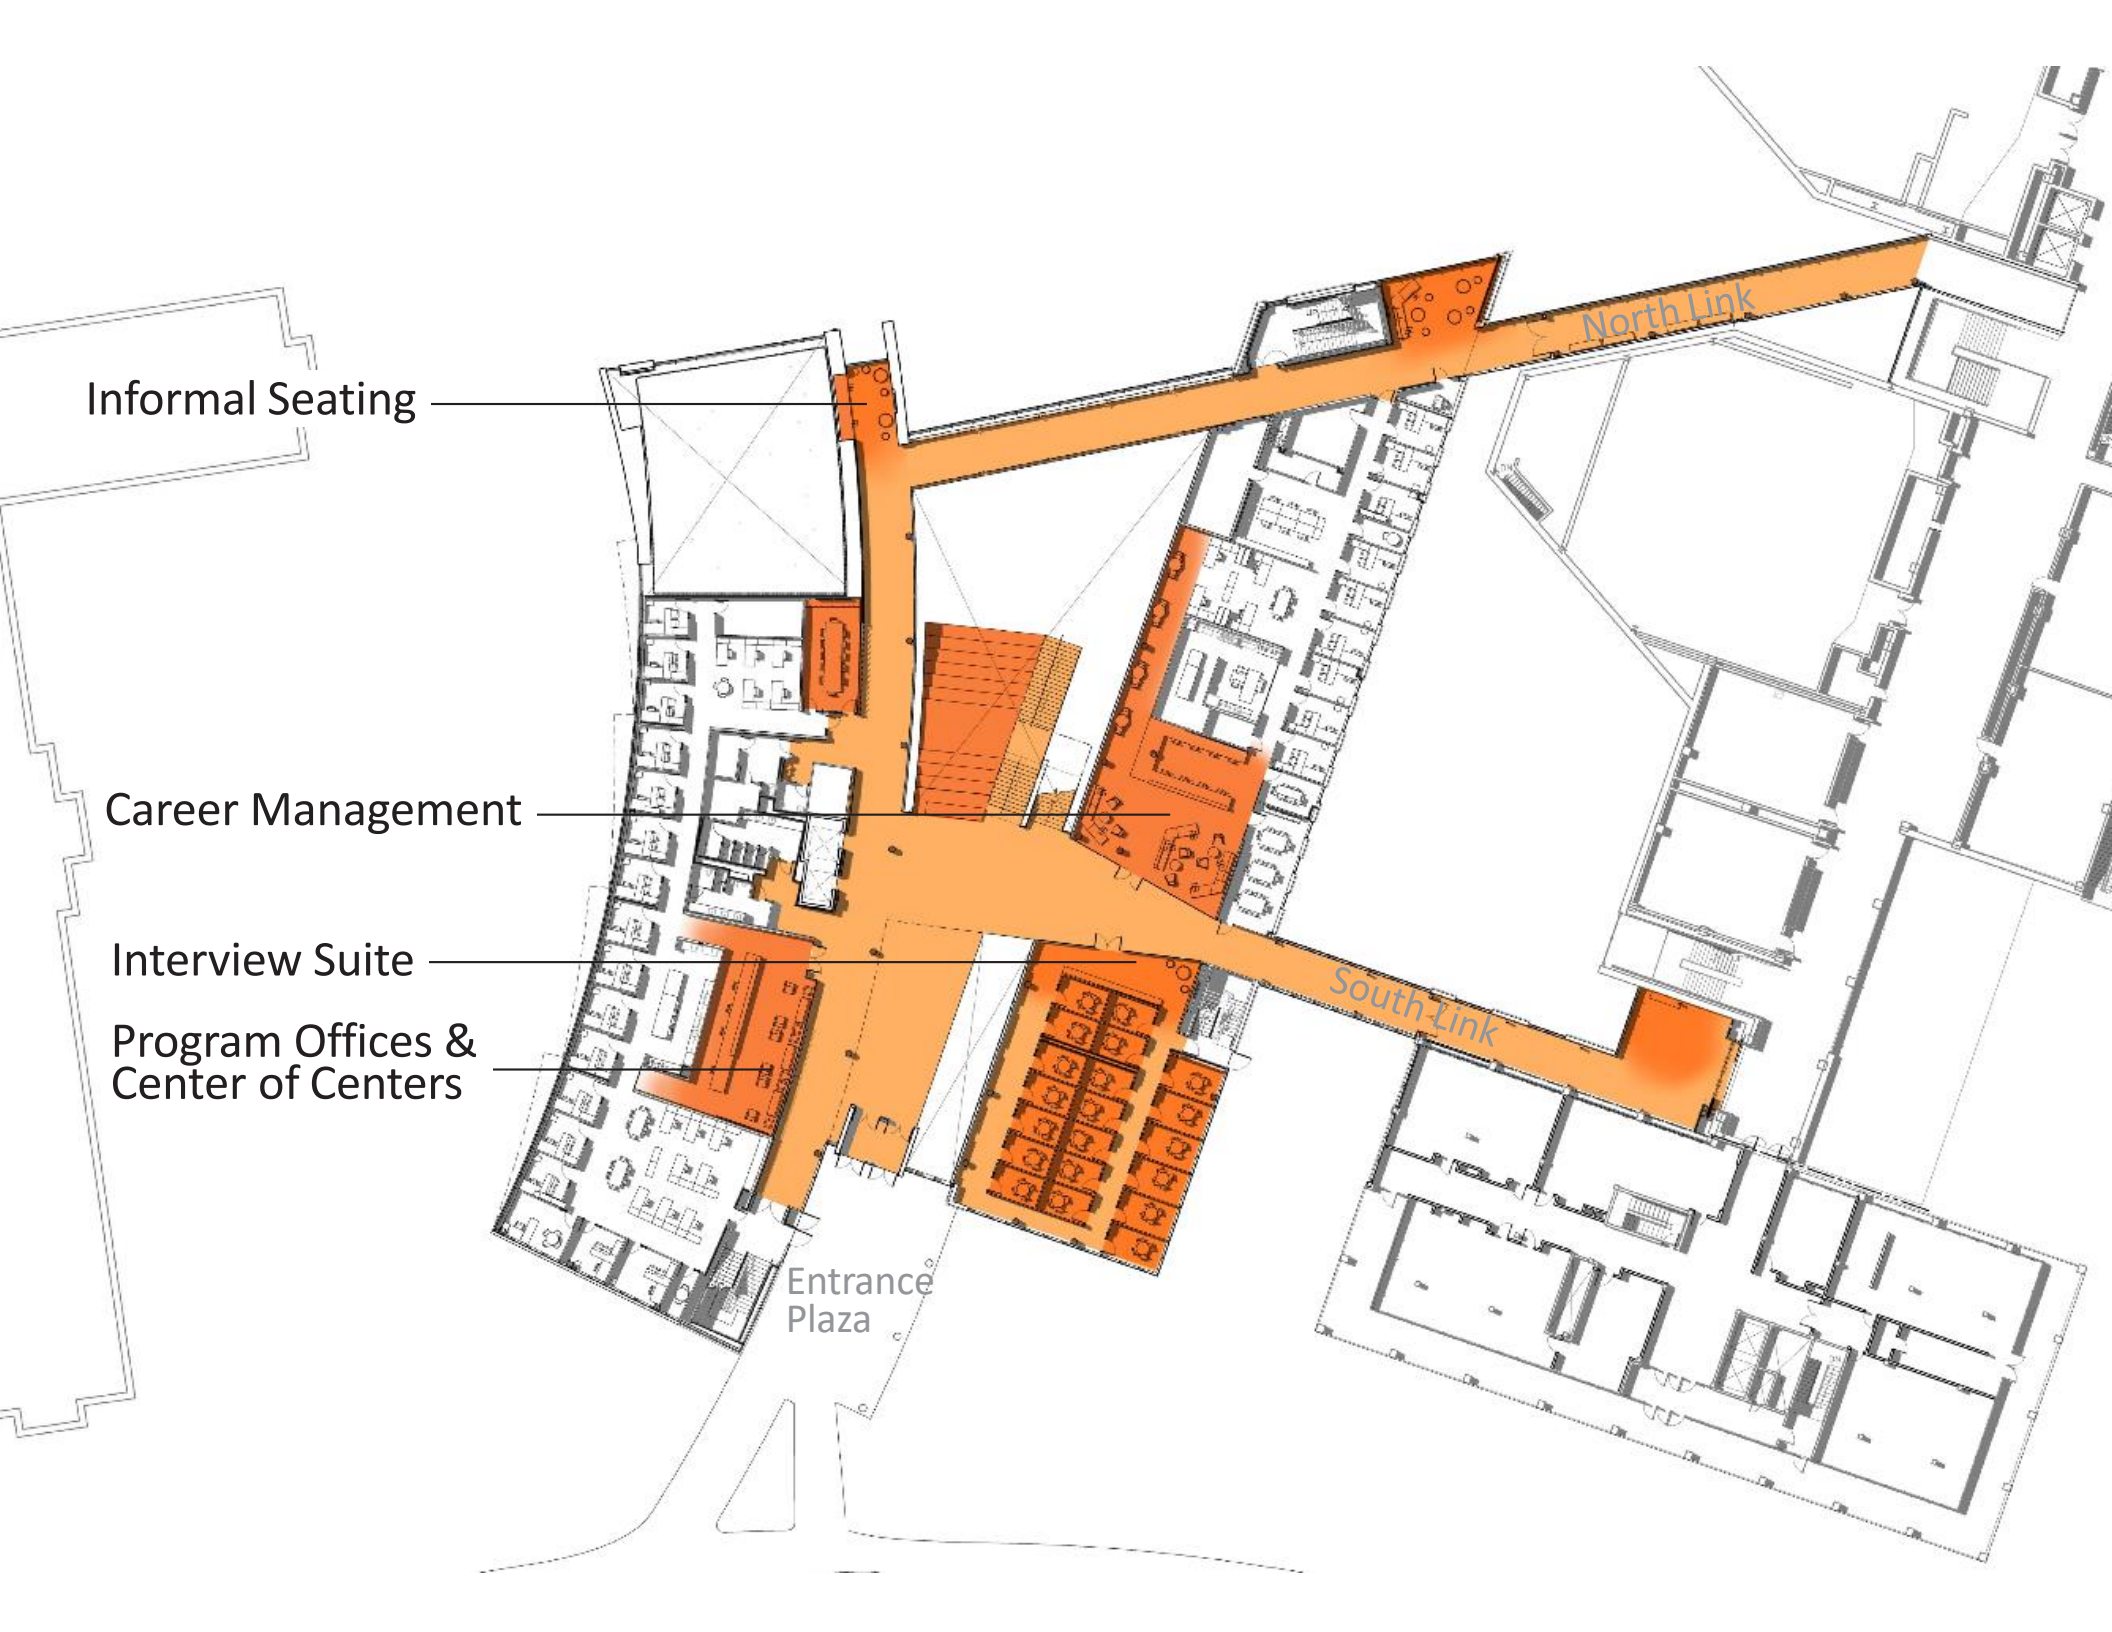 North Link
Informal Seating
Career Management
Interview Suite
South Link
Program Offices &
Center of Centers
Entrance
Plaza